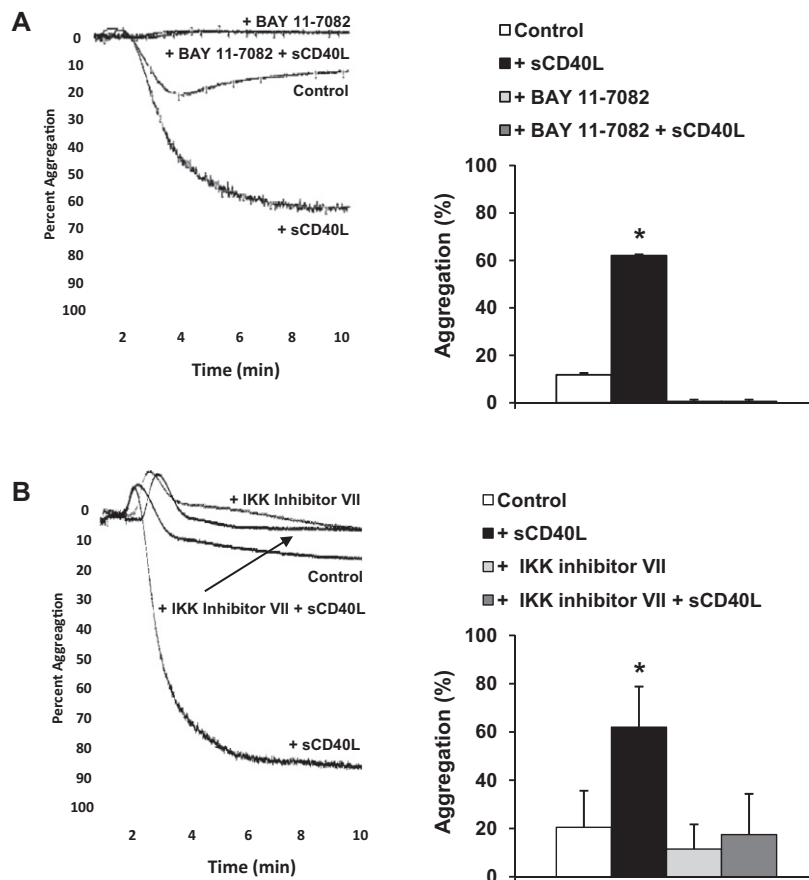 A
+ BAY 11-7082
+ BAY 11-7082 + sCD40L
Control
+ sCD40L
Percent Aggregation
0
10
20
30
40
50
60
70
80
90
100
2
4
6
8
10
Time (min)
Control
+ sCD40L
+ BAY 11-7082
+ BAY 11-7082 + sCD40L
Aggregation (%)
100
80
60
40
20
0
*
B
+ IKK Inhibitor VII
Control
+ IKK Inhibitor VII + sCD40L
+ sCD40L
Percent Aggreagtion
0
10
20
30
40
50
60
70
80
90
100
2
4
6
8
10
Time (min)
Control
+ sCD40L
+ IKK inhibitor VII
+ IKK inhibitor VII + sCD40L
Aggregation (%)
100
80
60
40
20
0
*